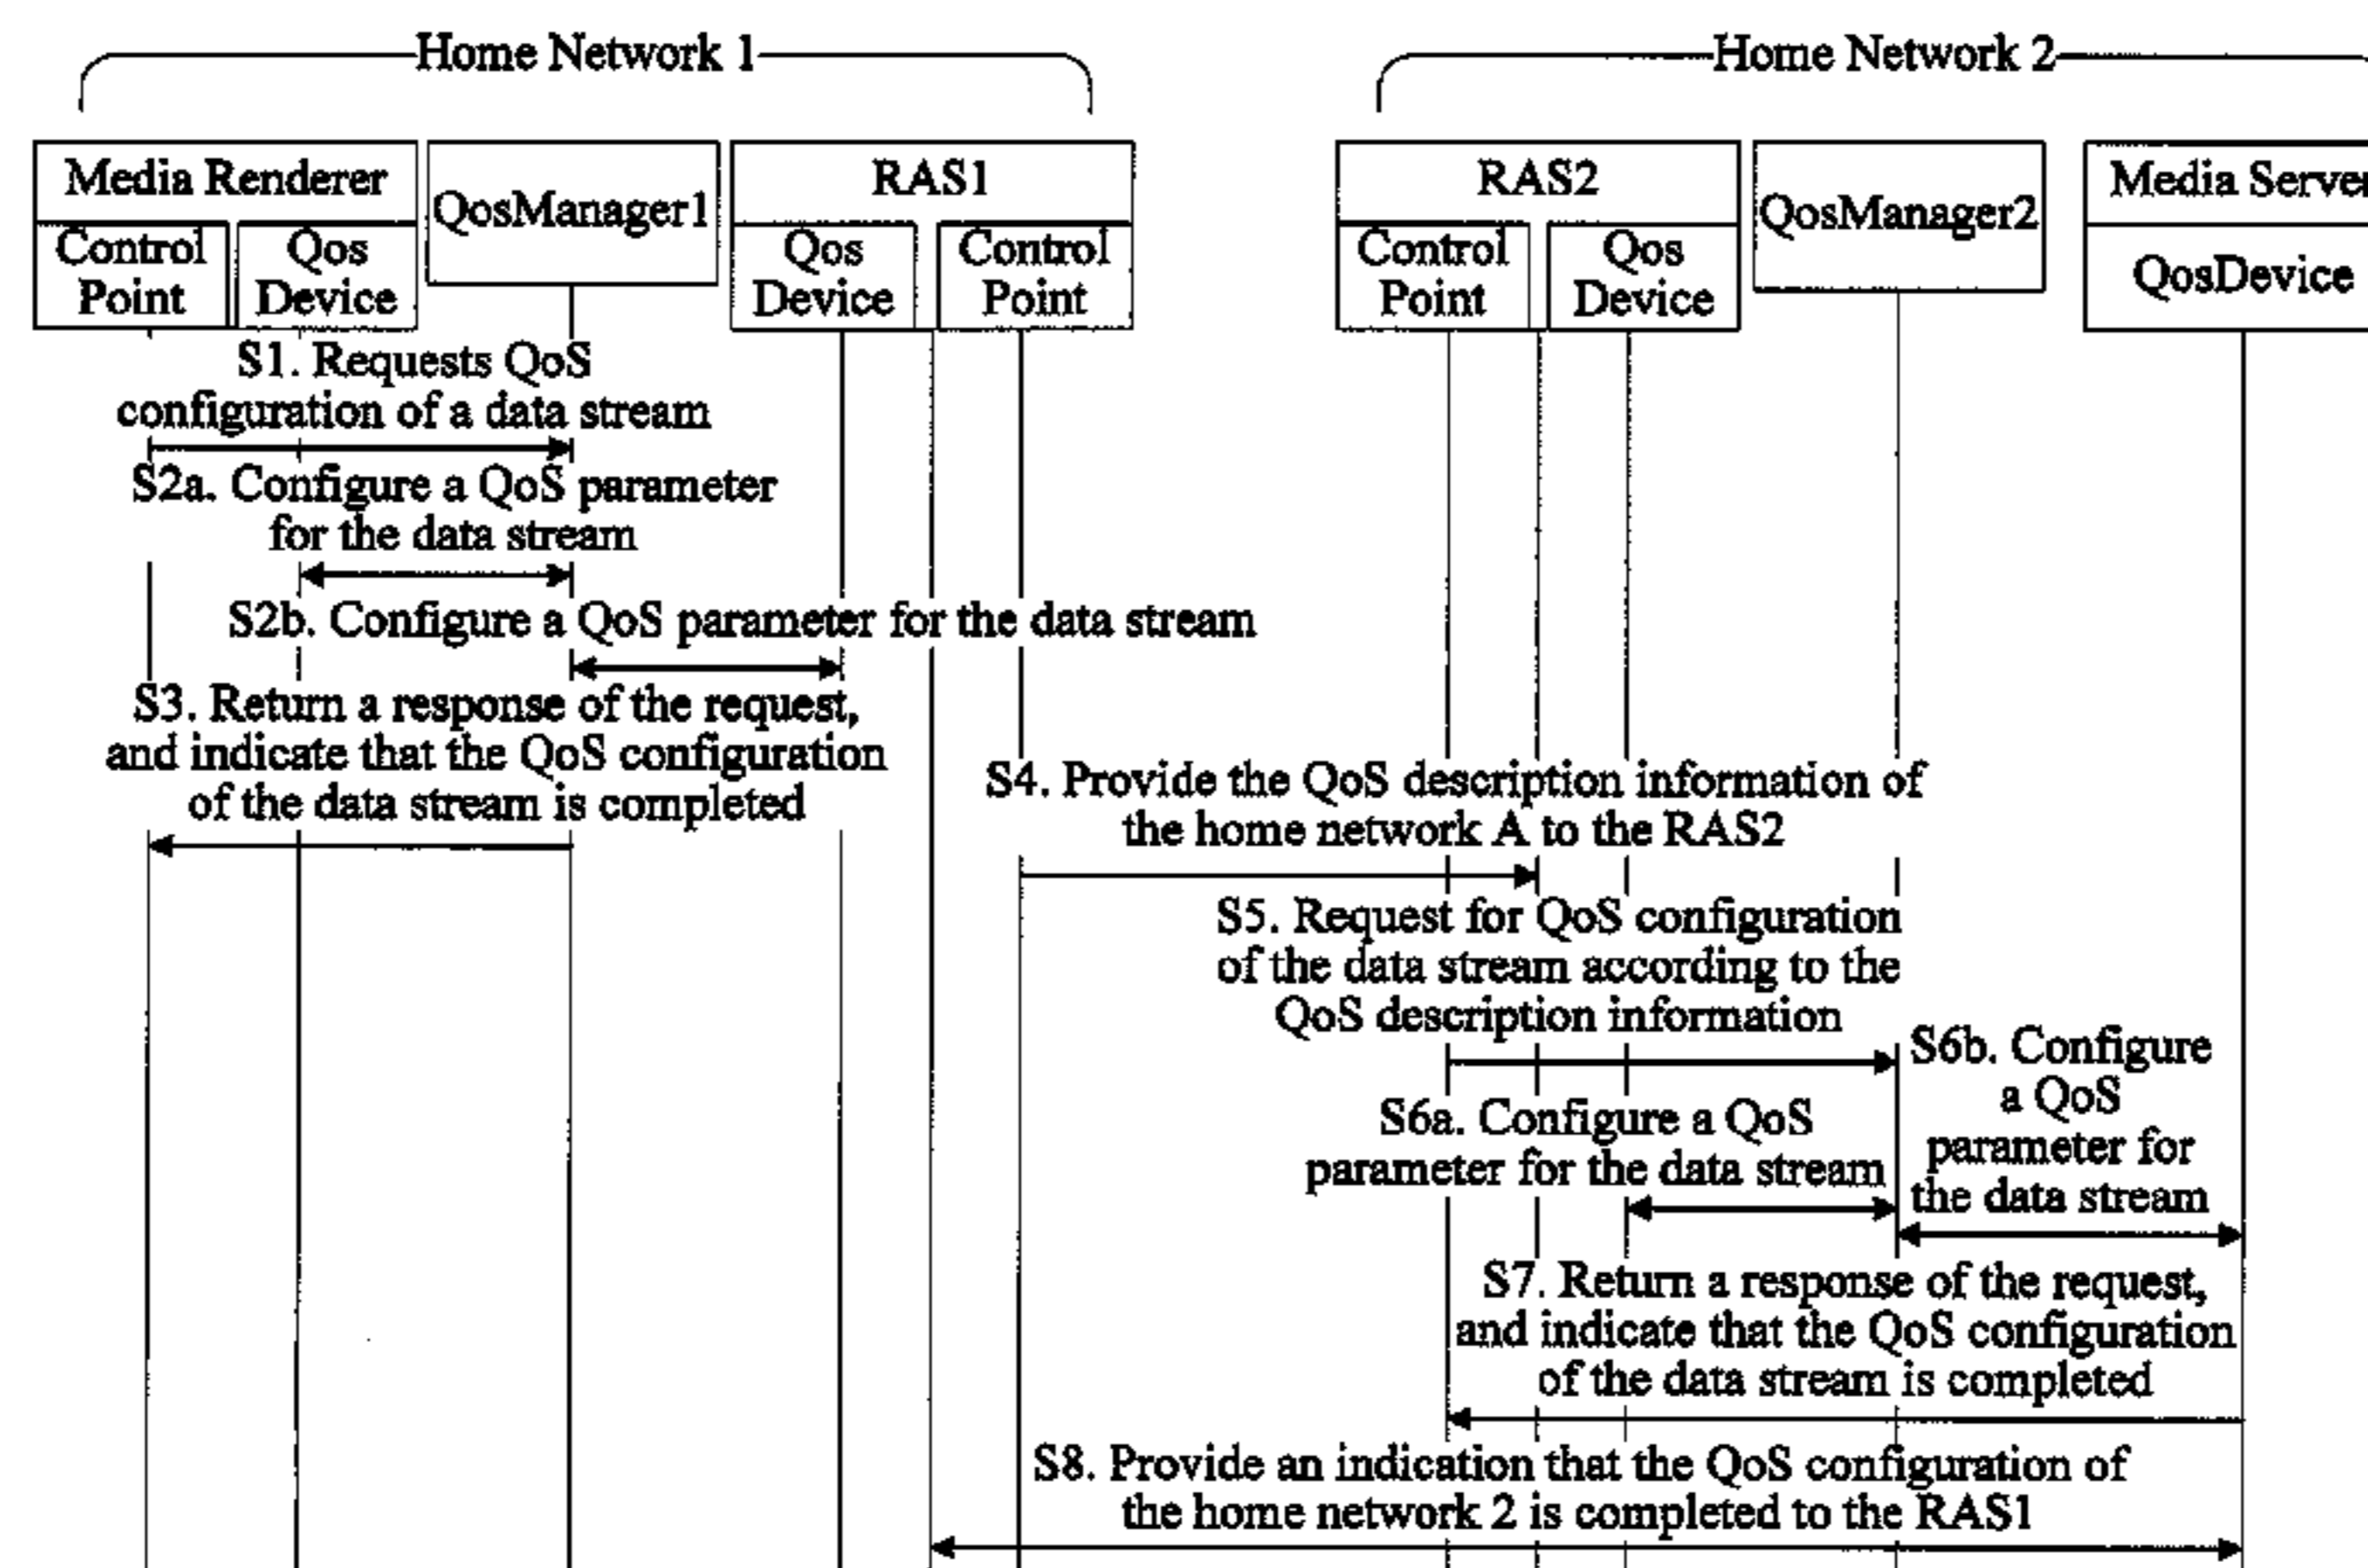 Home Network 1
Home Network 2
Media Renderer
QosManager1
RAS1
RAS2
QosManager2
Media Server
Control
Point
Qos
Device
Qos
Device
Control
Point
Control
Point
Qos
Device
QosDevice
S1. Requests QoS
configuration of a data stream
S2a. Configure a QoS parameter
for the data stream
S2b. Configure a QoS parameter for the data stream
S3. Return a response of the request,
and indicate that the QoS configuration
of the data stream is completed
S4. Provide the QoS description information of
the home network A to the RAS2
S5. Request for QoS configuration
of the data stream according to the
QoS description information
S6a. Configure a QoS
parameter for the data stream
S6b. Configure
a QoS
parameter for
the data stream
S7. Return a response of the request,
and indicate that the QoS configuration
of the data stream is completed
S8. Provide an indication that the QoS configuration of
the home network 2 is completed to the RAS1